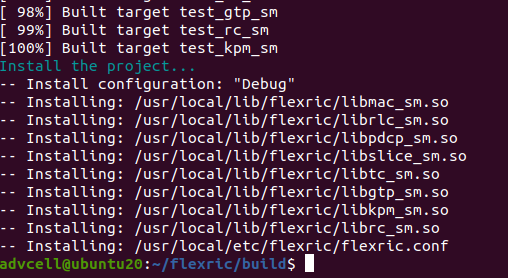 [ 98%] Built target test_gtp_sm
[ 99%] Built target test_rc_sm
[100%] Built target test_kpm_sm
Install the project...
-- Install configuration: "Debug"
-- Installing: /usr/local/lib/flexric/libmac_sm.so
-- Installing: /usr/local/lib/flexric/librlc_sm.so
-- Installing: /usr/local/lib/flexric/libpdcp_sm.so
-- Installing: /usr/local/lib/flexric/libslice_sm.so
-- Installing: /usr/local/lib/flexric/libtc_sm.so
-- Installing: /usr/local/lib/flexric/libgtp_sm.so
-- Installing: /usr/local/lib/flexric/libkpm_sm.so
-- Installing: /usr/local/lib/flexric/librc_sm.so
-- Installing: /usr/local/etc/flexric/flexric.conf
advcell@ubuntu20:~/flexric/build$